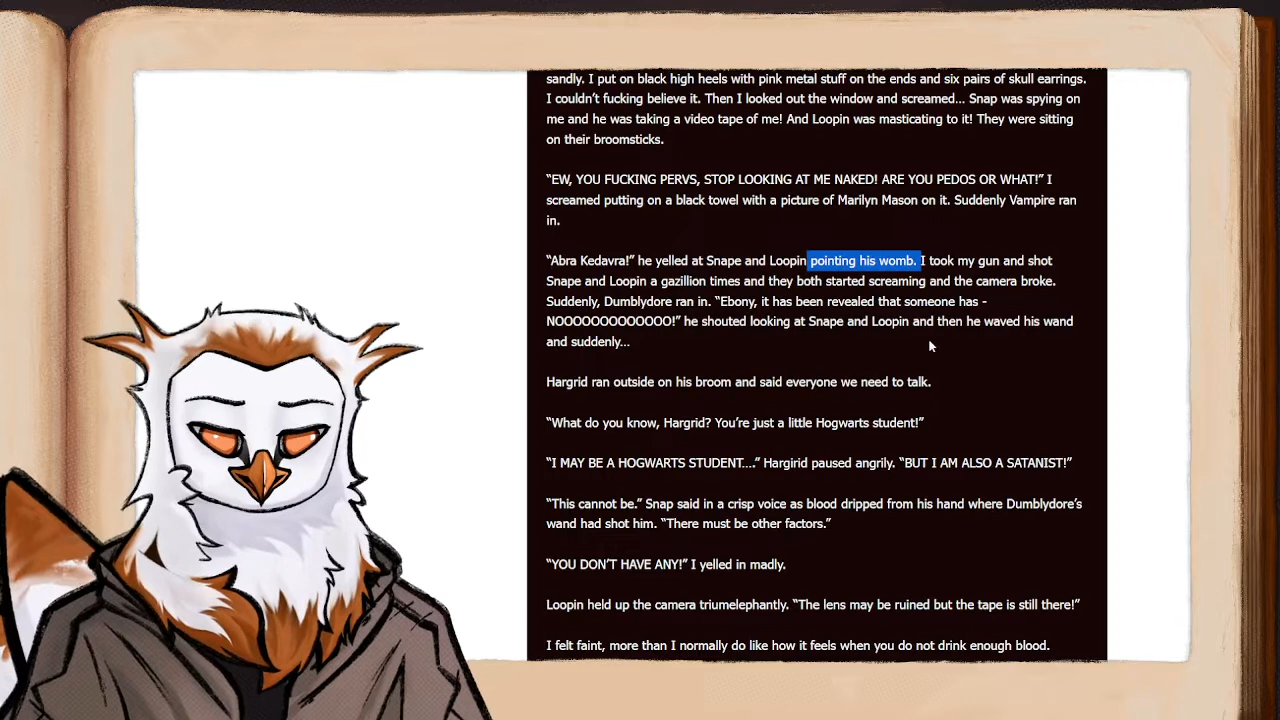 sandly. I put on black high heels with pink metal stuff on the ends and six pairs of skull earrings.
I couldn’t fucking believe it. Then I looked out the window and screamed… Snap was spying on
me and he was taking a video tape of me! And Loopin was masticating to it! They were sitting
on their broomsticks.
“EW, YOU FUCKING PERVS, STOP LOOKING AT ME NAKED! ARE YOU PEDOS OR WHAT!” I
screamed putting on a black towel with a picture of Marilyn Mason on it. Suddenly Vampire ran
in.
“Abra Kedavra!” he yelled at Snape and Loopin pointing his womb. I took my gun and shot
Snape and Loopin a gazillion times and they both started screaming and the camera broke.
Suddenly, Dumblydore ran in. “Ebony, it has been revealed that someone has -
NOOOOOOOOOOOOO!” he shouted looking at Snape and Loopin and then he waved his wand
and suddenly…
Hargrid ran outside on his broom and said everyone we need to talk.
“What do you know, Hargrid? You’re just a little Hogwarts student!”
“I MAY BE A HOGWARTS STUDENT….” Hargirid paused angrily. “BUT I AM ALSO A SATANIST!”
“This cannot be.” Snap said in a crisp voice as blood dripped from his hand where Dumblydore’s
wand had shot him. “There must be other factors.”
“YOU DON’T HAVE ANY!” I yelled in madly.
Loopin held up the camera triumelephantly. “The lens may be ruined but the tape is still there!”
I felt faint, more than I normally do like how it feels when you do not drink enough blood.